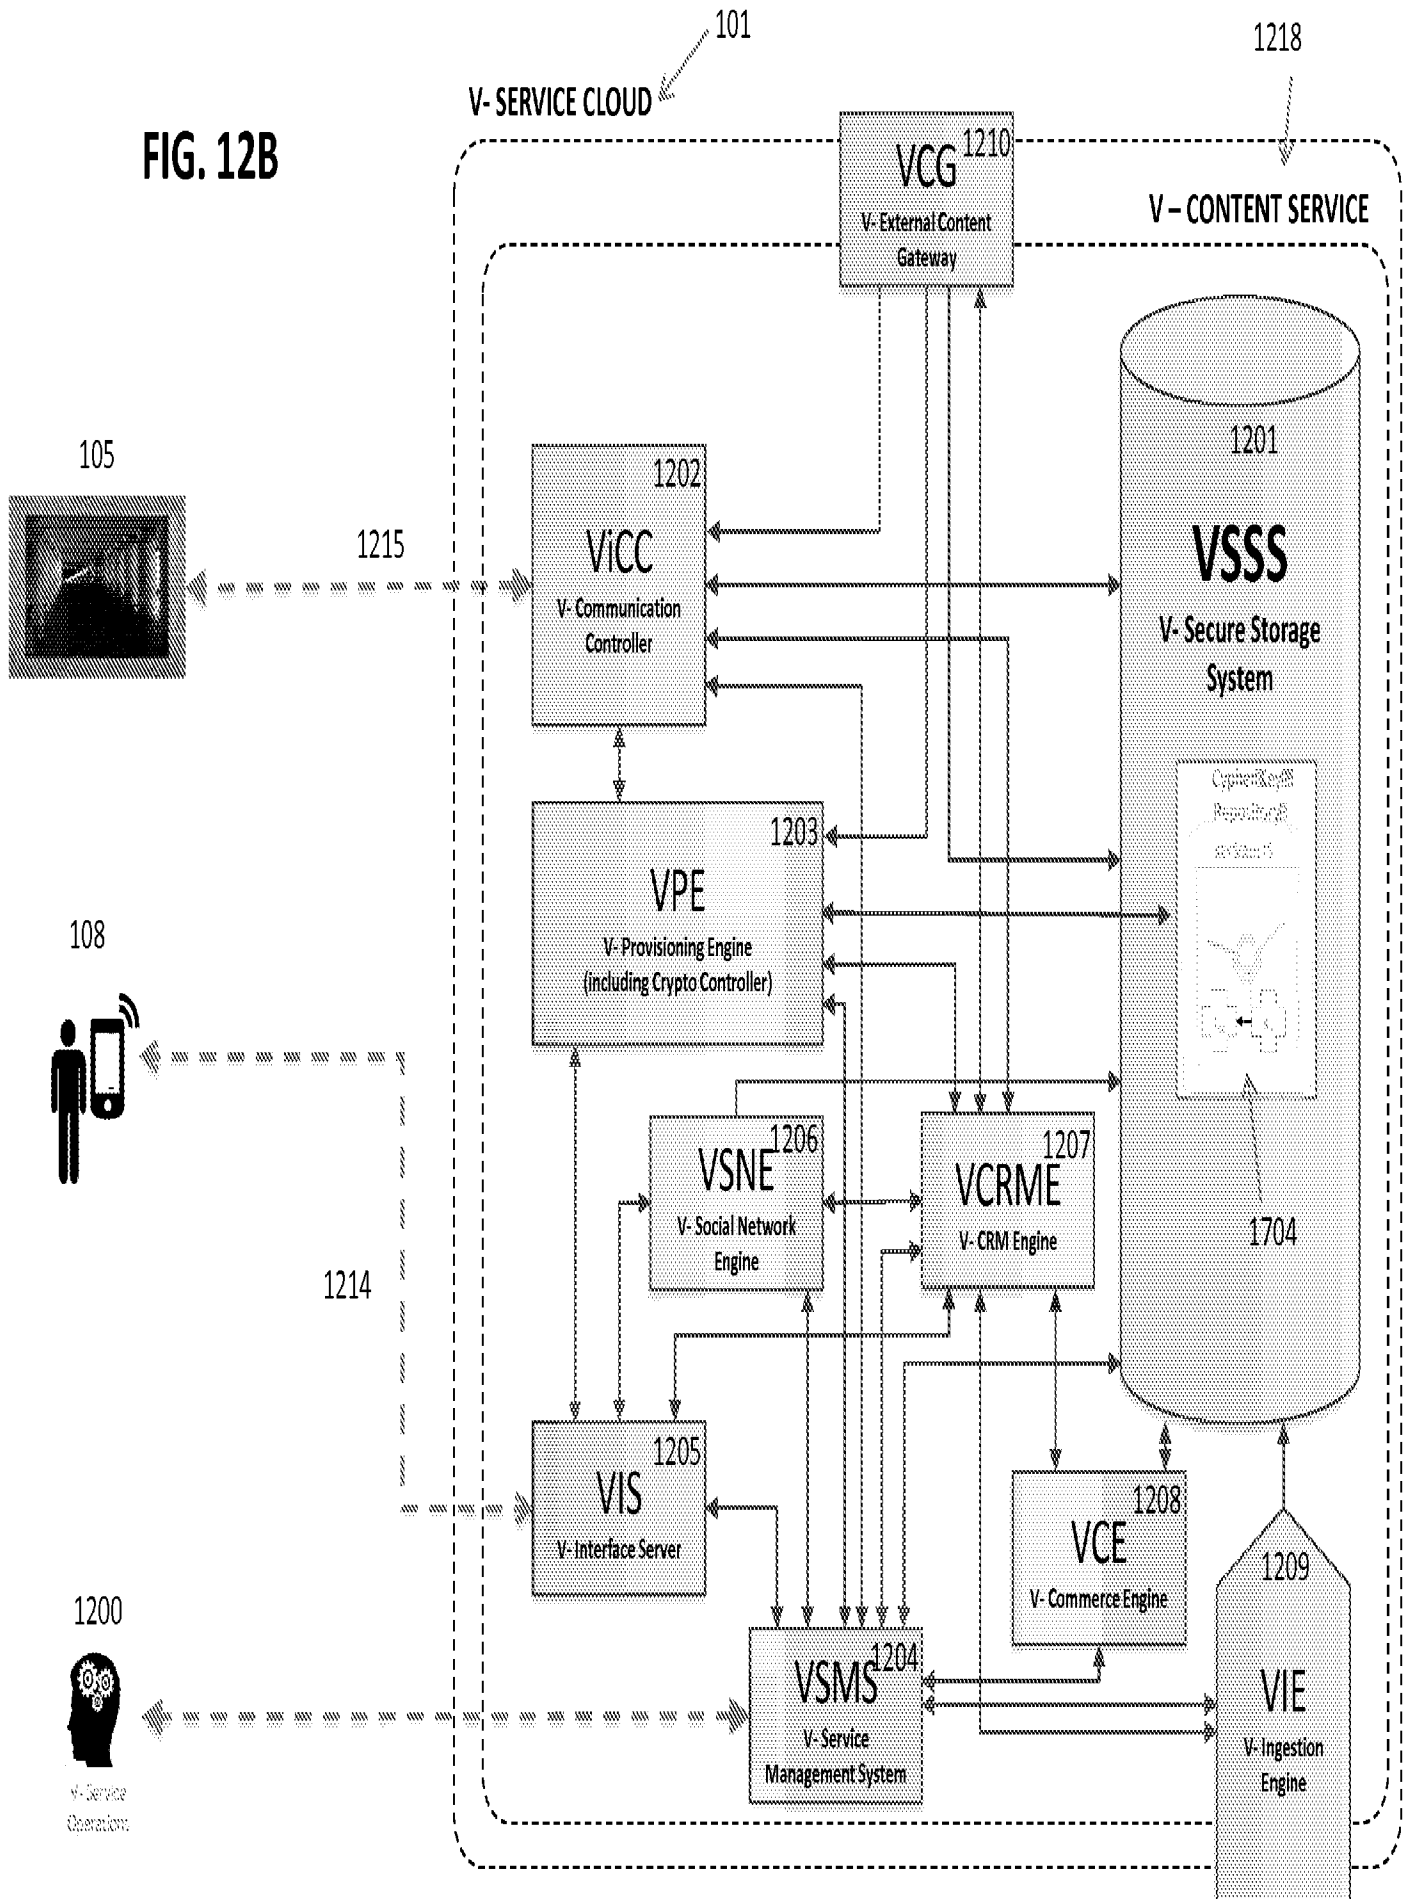 101
1218
V- SERVICE CLOUD
FIG. 12B
1210
VCG
V- External Content
Gateway
V – CONTENT SERVICE
105
1215
1202
ViCC
V- Communication
Controller
1201
VSSS
V- Secure Storage
System
1203
VPE
V- Provisioning Engine
(including Crypto Controller)
Repository
1704
108
1214
1206
VSNE
V- Social Network
Engine
1207
VCRME
V- CRM Engine
1205
VIS
V- Interface Server
1208
VCE
V- Commerce Engine
1209
VIE
V- Ingestion
Engine
1200
V- Service
Operations
1204
VSMS
V- Service
Management System